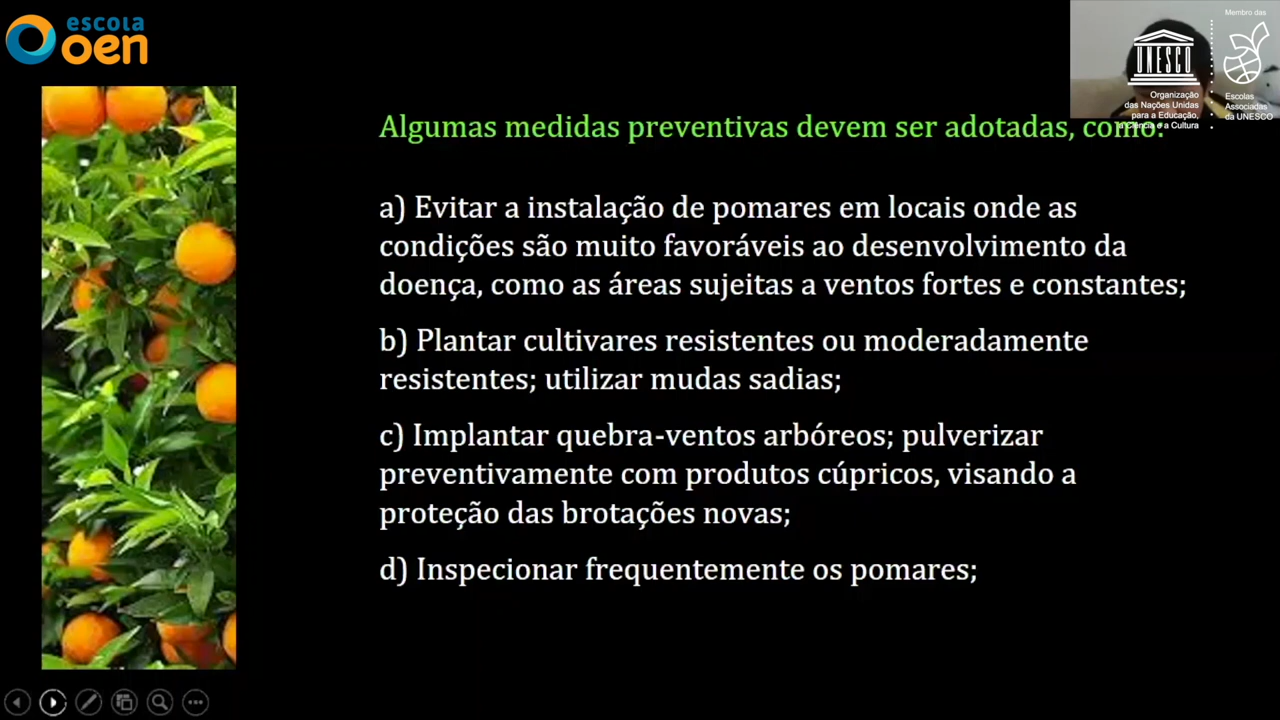 escola
oen
Membro das
UNESCO
Organização
das Nações Unidas
para a Educação,
a Ciência e a Cultura
Escolas
Associadas
da UNESCO
Algumas medidas preventivas devem ser adotadas, como:
a) Evitar a instalação de pomares em locais onde as
condições são muito favoráveis ao desenvolvimento da
doença, como as áreas sujeitas a ventos fortes e constantes;
b) Plantar cultivares resistentes ou moderadamente
resistentes; utilizar mudas sadias;
c) Implantar quebra-ventos arbóreos; pulverizar
preventivamente com produtos cúpricos, visando a
proteção das brotações novas;
d) Inspecionar frequentemente os pomares;